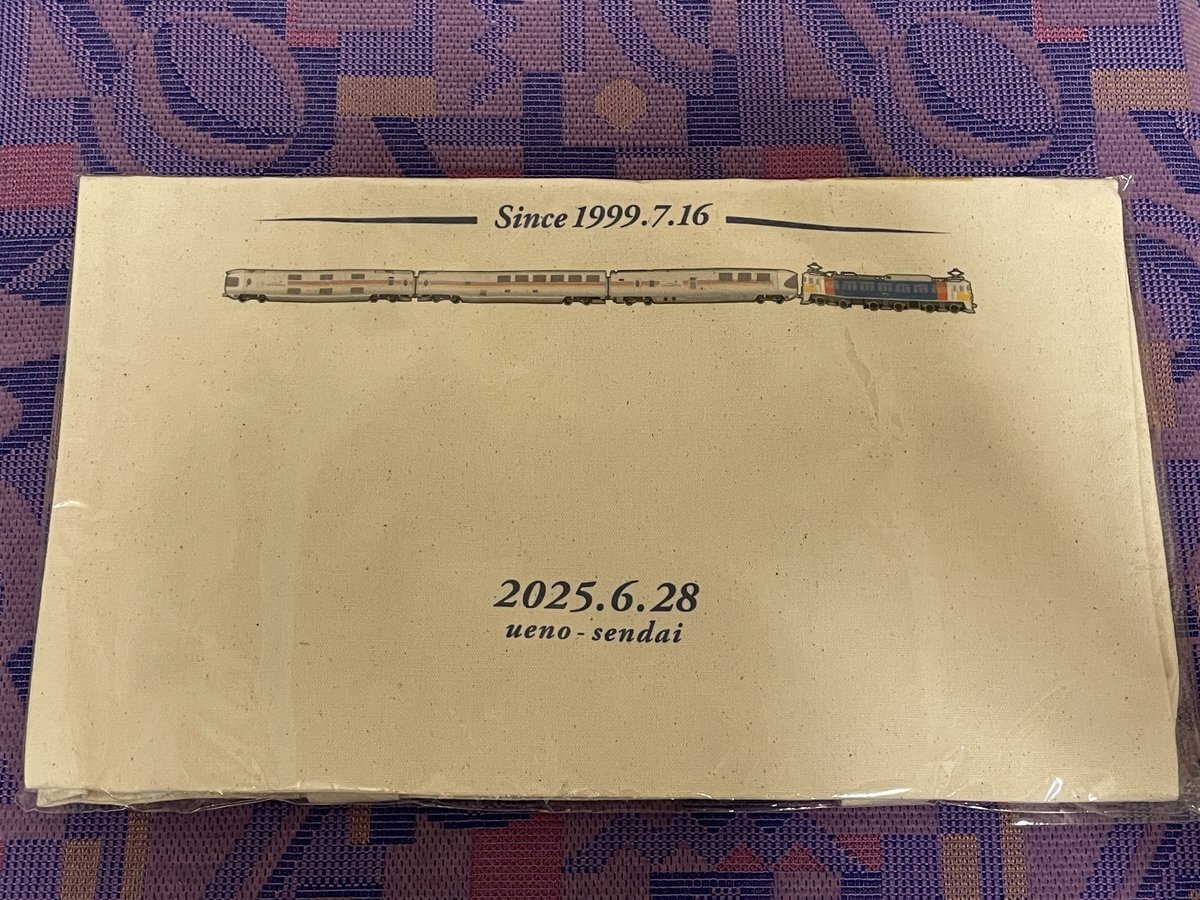 Since 1999.7.16
2025.6.28
ueno - sendai